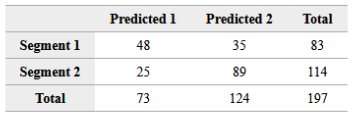 Predicted 1 Predicted 2 Total
Segment 1 48 35 83
Segment 2 25 89 114
Total 73 124 197